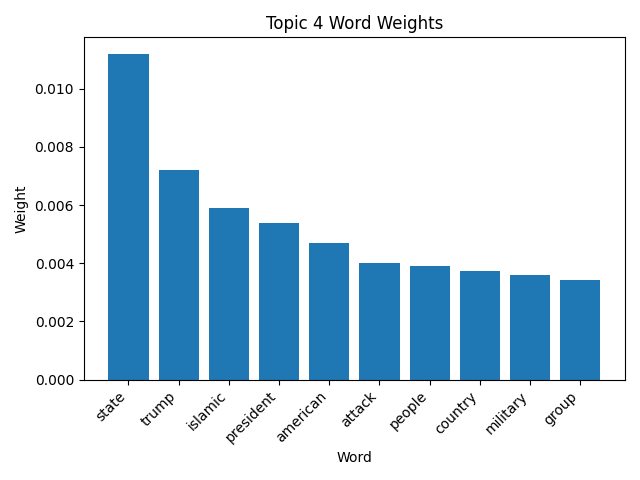 Topic 4 Word Weights
Weight
0.010
0.008
0.006
0.004
0.002
0.000
state
trump
islamic
president
american
attack
people
country
military
group
Word